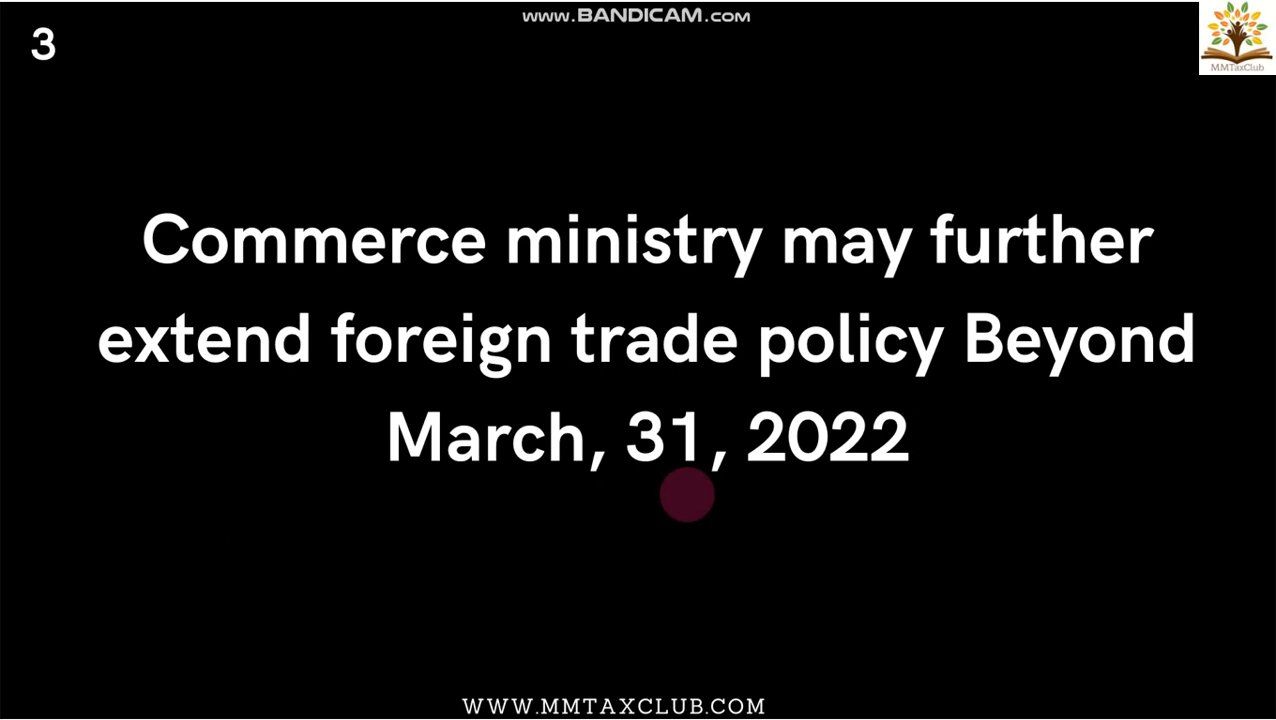 www.BANDICAM.com
3
MMTaxClub
Commerce ministry may further
extend foreign trade policy Beyond
March, 31, 2022
WWW.MMTAXCLUB.COM